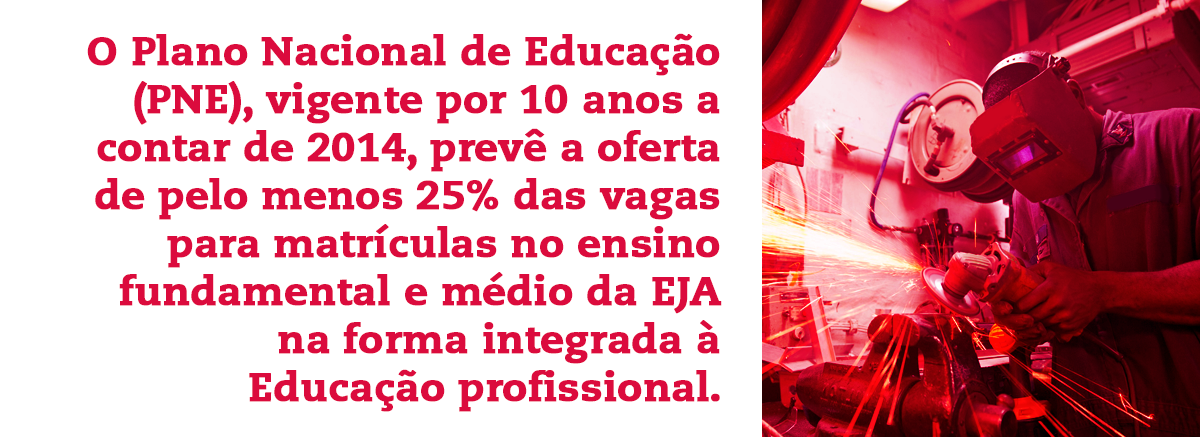 O Plano Nacional de Educação
(PNE), vigente por 10 anos a
contar de 2014, prevê a oferta
de pelo menos 25% das vagas
para matrículas no ensino
fundamental e médio da EJA
na forma integrada à
Educação profissional.